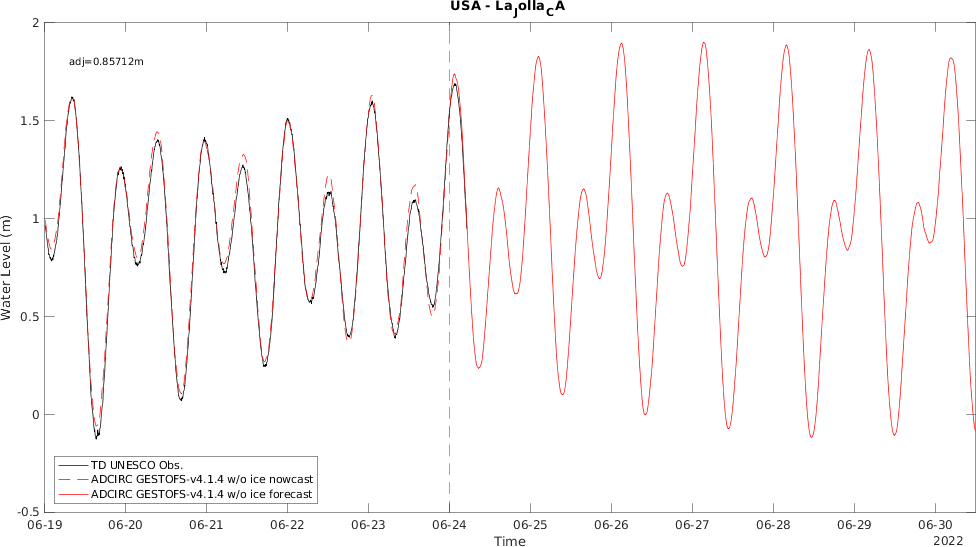 USA - LaJollaCA
2
adj=0.85712m
1.5
1
0.5
0
-0.5
Water Level (m)
TD UNESCO Obs.
ADCIRC GESTOFS-v4.1.4 w/o ice nowcast
ADCIRC GESTOFS-v4.1.4 w/o ice forecast
06-19 06-20 06-21 06-22 06-23 06-24 06-25 06-26 06-27 06-28 06-29 06-30
Time
2022